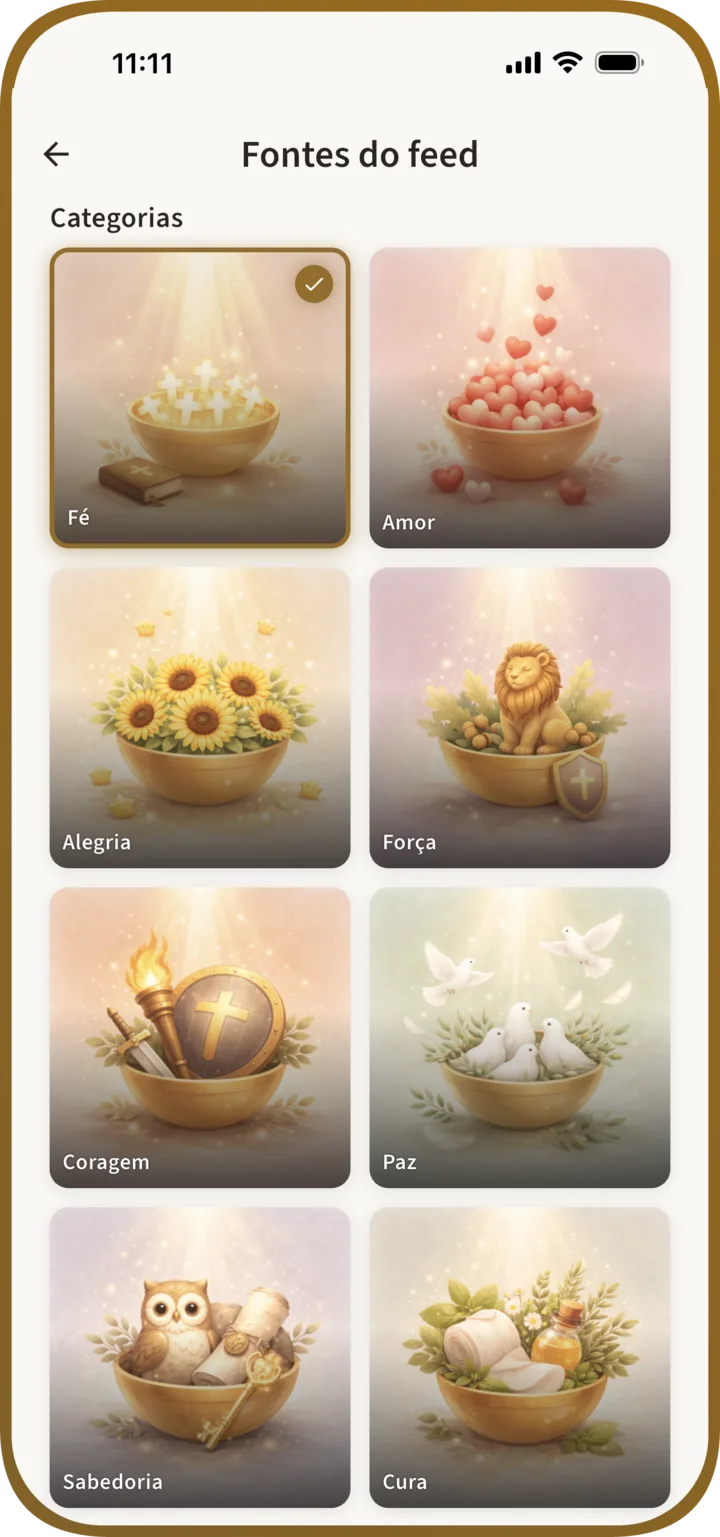 11:11
Fontes do feed
Categorias
Fé
Amor
Alegria
Força
Coragem
Paz
Sabedoria
Cura